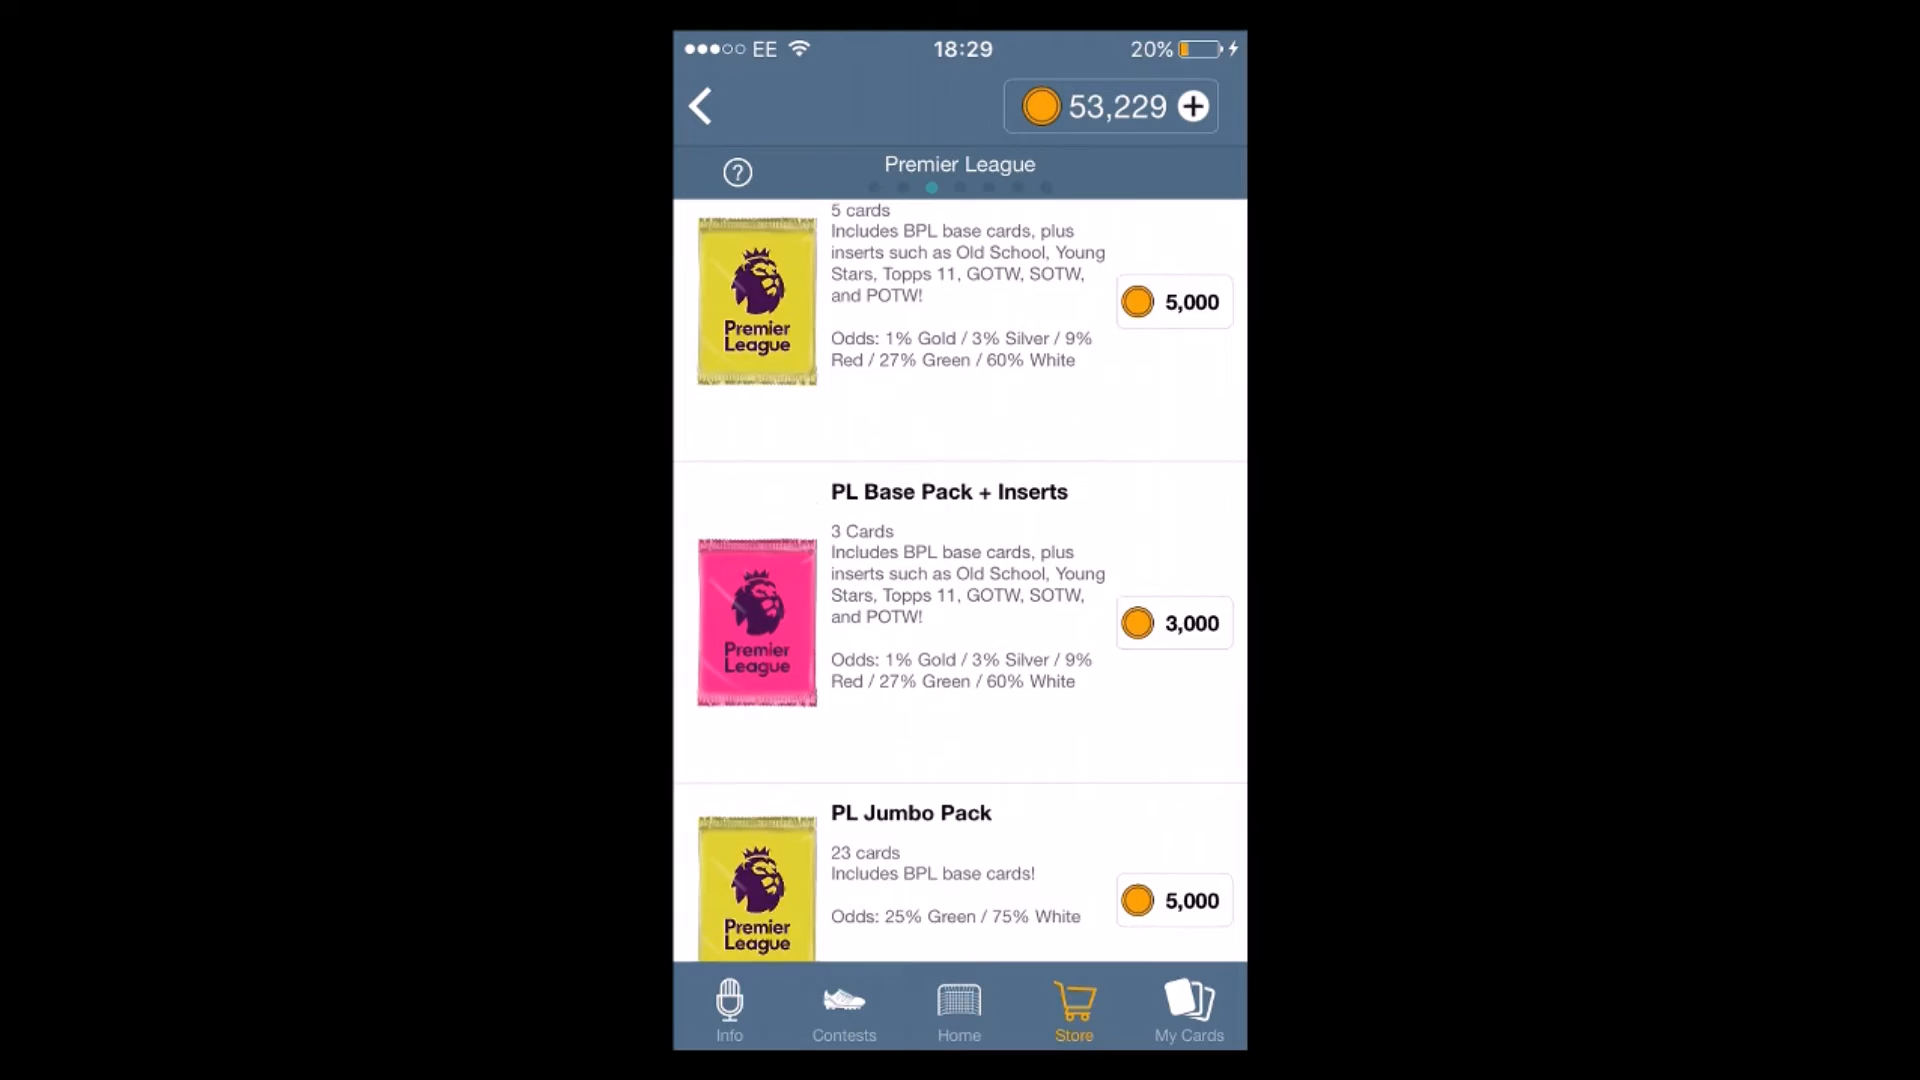 EE
18:29
20%
53,229
?
Premier League
5 cards
Includes BPL base cards, plus
inserts such as Old School, Young
Stars, Topps 11, GOTW, SOTW,
and POTW!
Odds: 1% Gold / 3% Silver / 9%
Red / 27% Green / 60% White
Premier
League
5,000
PL Base Pack + Inserts
3 Cards
Includes BPL base cards, plus
inserts such as Old School, Young
Stars, Topps 11, GOTW, SOTW,
and POTW!
Odds: 1% Gold / 3% Silver / 9%
Red / 27% Green / 60% White
Premier
League
3,000
PL Jumbo Pack
23 cards
Includes BPL base cards!
Odds: 25% Green / 75% White
Premier
League
5,000
Info
Contests
Home
Store
My Cards